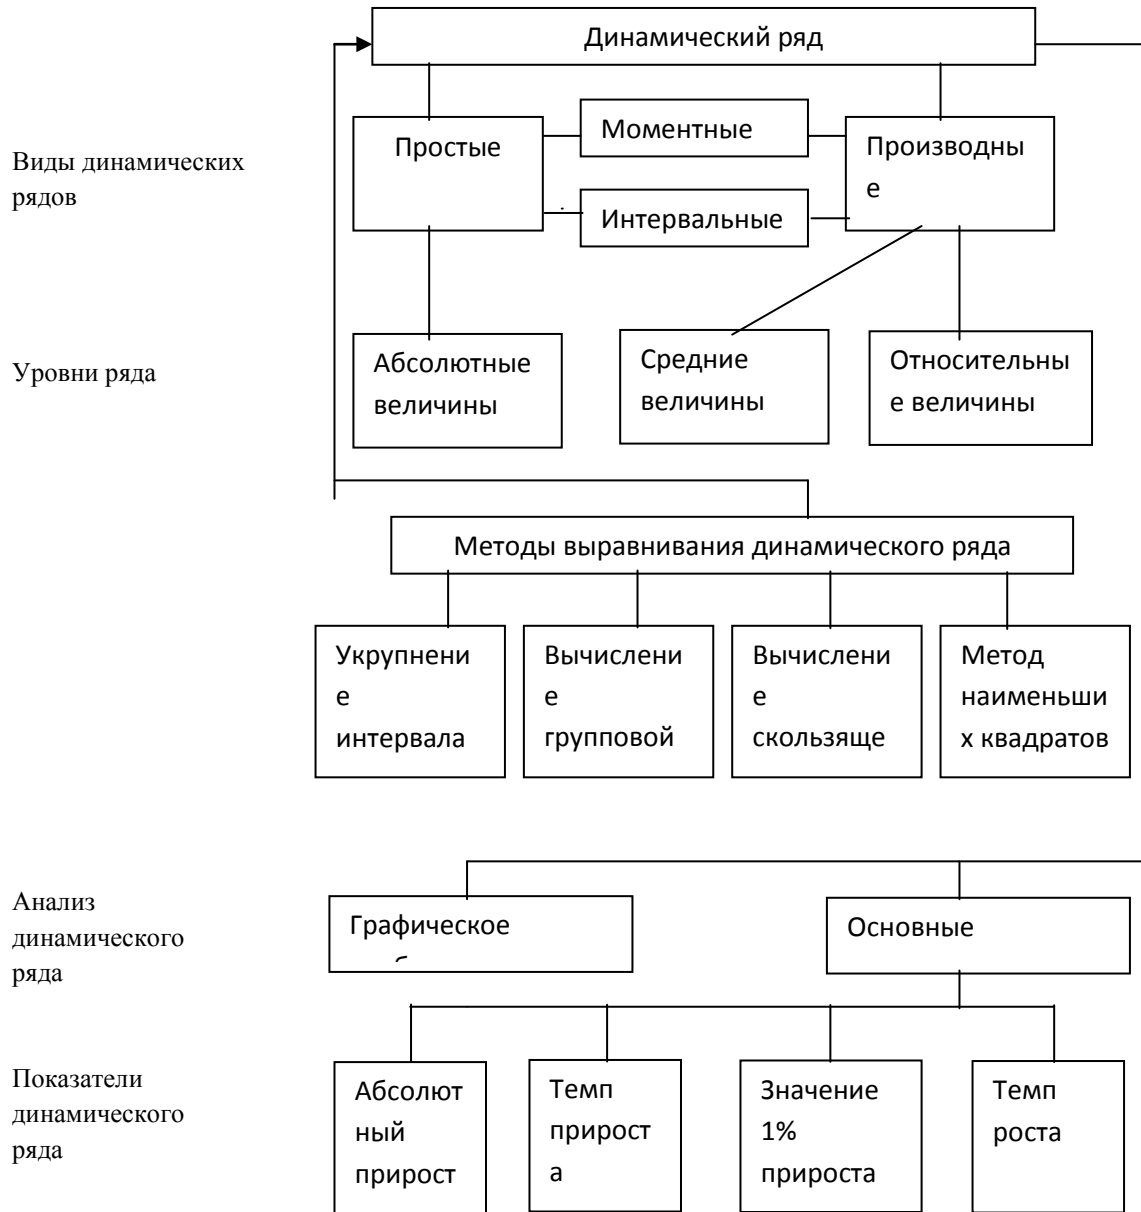 Динамический ряд
Виды динамических
рядов
Простые
Моментные
Интервальные
Производны
е
Уровни ряда
Абсолютные
величины
Средние
величины
Относительны
е величины
Методы выравнивания динамического ряда
Укрупнени
е
интервала
Вычислени
е
групповой
Вычислени
е
скользяще
Метод
наименьши
х квадратов
Анализ
динамического
ряда
Графическое
Основные
Показатели
динамического
ряда
Абсолют
ный
прирост
Темп
прирост
а
Значение
1%
прироста
Темп
роста